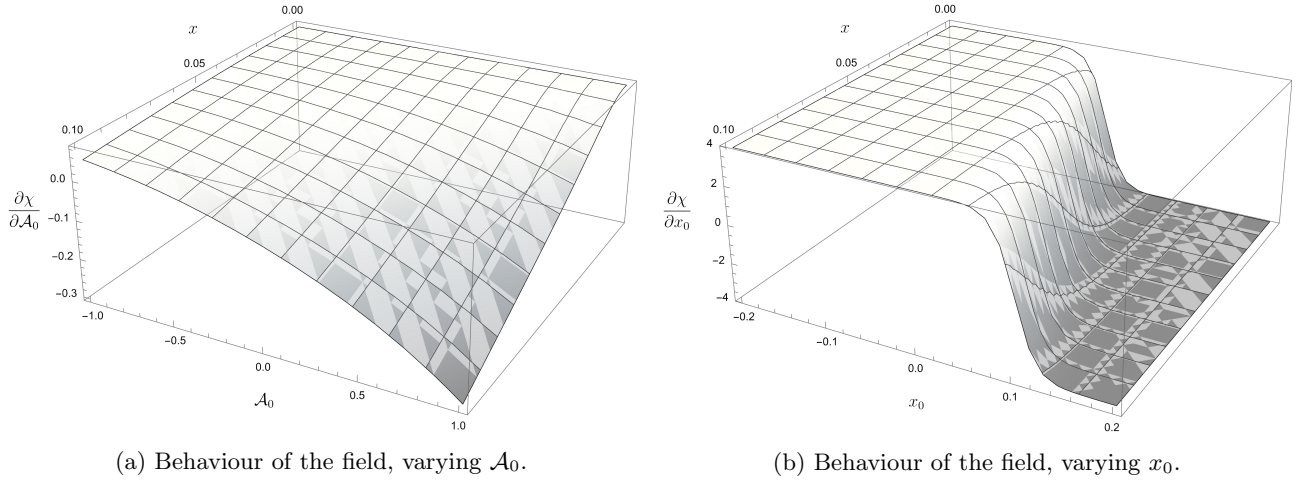 0.00
x
0.05
0.10
0.0
∂χ
∂𝒜₀
−0.1
−0.2
−0.3
−1.0
−0.5
0.0
0.5
1.0
𝒜₀
(a) Behaviour of the field, varying 𝒜₀.
0.00
x
0.05
0.10
4
2
∂χ
∂x₀
0
−2
−4
−0.2
−0.1
0.0
0.1
0.2
x₀
(b) Behaviour of the field, varying x₀.